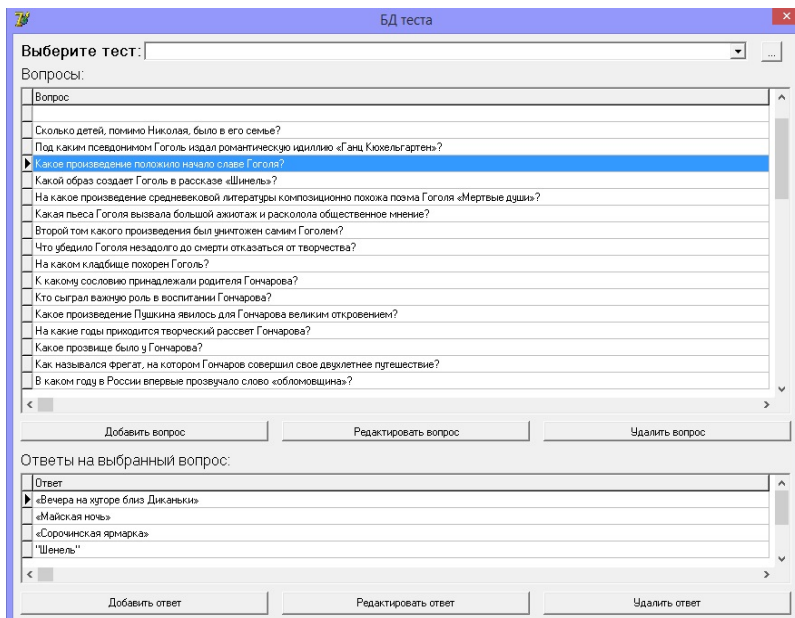 БД теста
Выберите тест:
...
Вопросы:
Вопрос
Сколько детей, помимо Николая, было в его семье?
Под каким псевдонимом Гоголь издал романтическую идиллию «Ганц Кюхельгартен»?
Какое произведение положило начало славе Гоголя?
Какой образ создает Гоголь в рассказе «Шинель»?
На какое произведение средневековой литературы композиционно похожа поэма Гоголя «Мертвые души»?
Какая пьеса Гоголя вызвала большой ажиотаж и расколола общественное мнение?
Второй том какого произведения был уничтожен самим Гоголем?
Что убедило Гоголя незадолго до смерти отказаться от творчества?
На каком кладбище похорен Гоголь?
К какому сословию принадлежали родителя Гончарова?
Кто сыграл важную роль в воспитании Гончарова?
Какое произведение Пушкина явилось для Гончарова великим откровением?
На какие годы приходится творческий рассвет Гончарова?
Какое прозвище было у Гончарова?
Как назывался фрегат, на котором Гончаров совершил свое двухлетнее путешествие?
В каком году в России впервые прозвучало слово «обломовщина»?
Добавить вопрос Редактировать вопрос Удалить вопрос
Ответы на выбранный вопрос:
Ответ
«Вечера на хуторе близ Диканьки»
«Майская ночь»
«Сорочинская ярмарка»
"Шенель"
Добавить ответ Редактировать ответ Удалить ответ